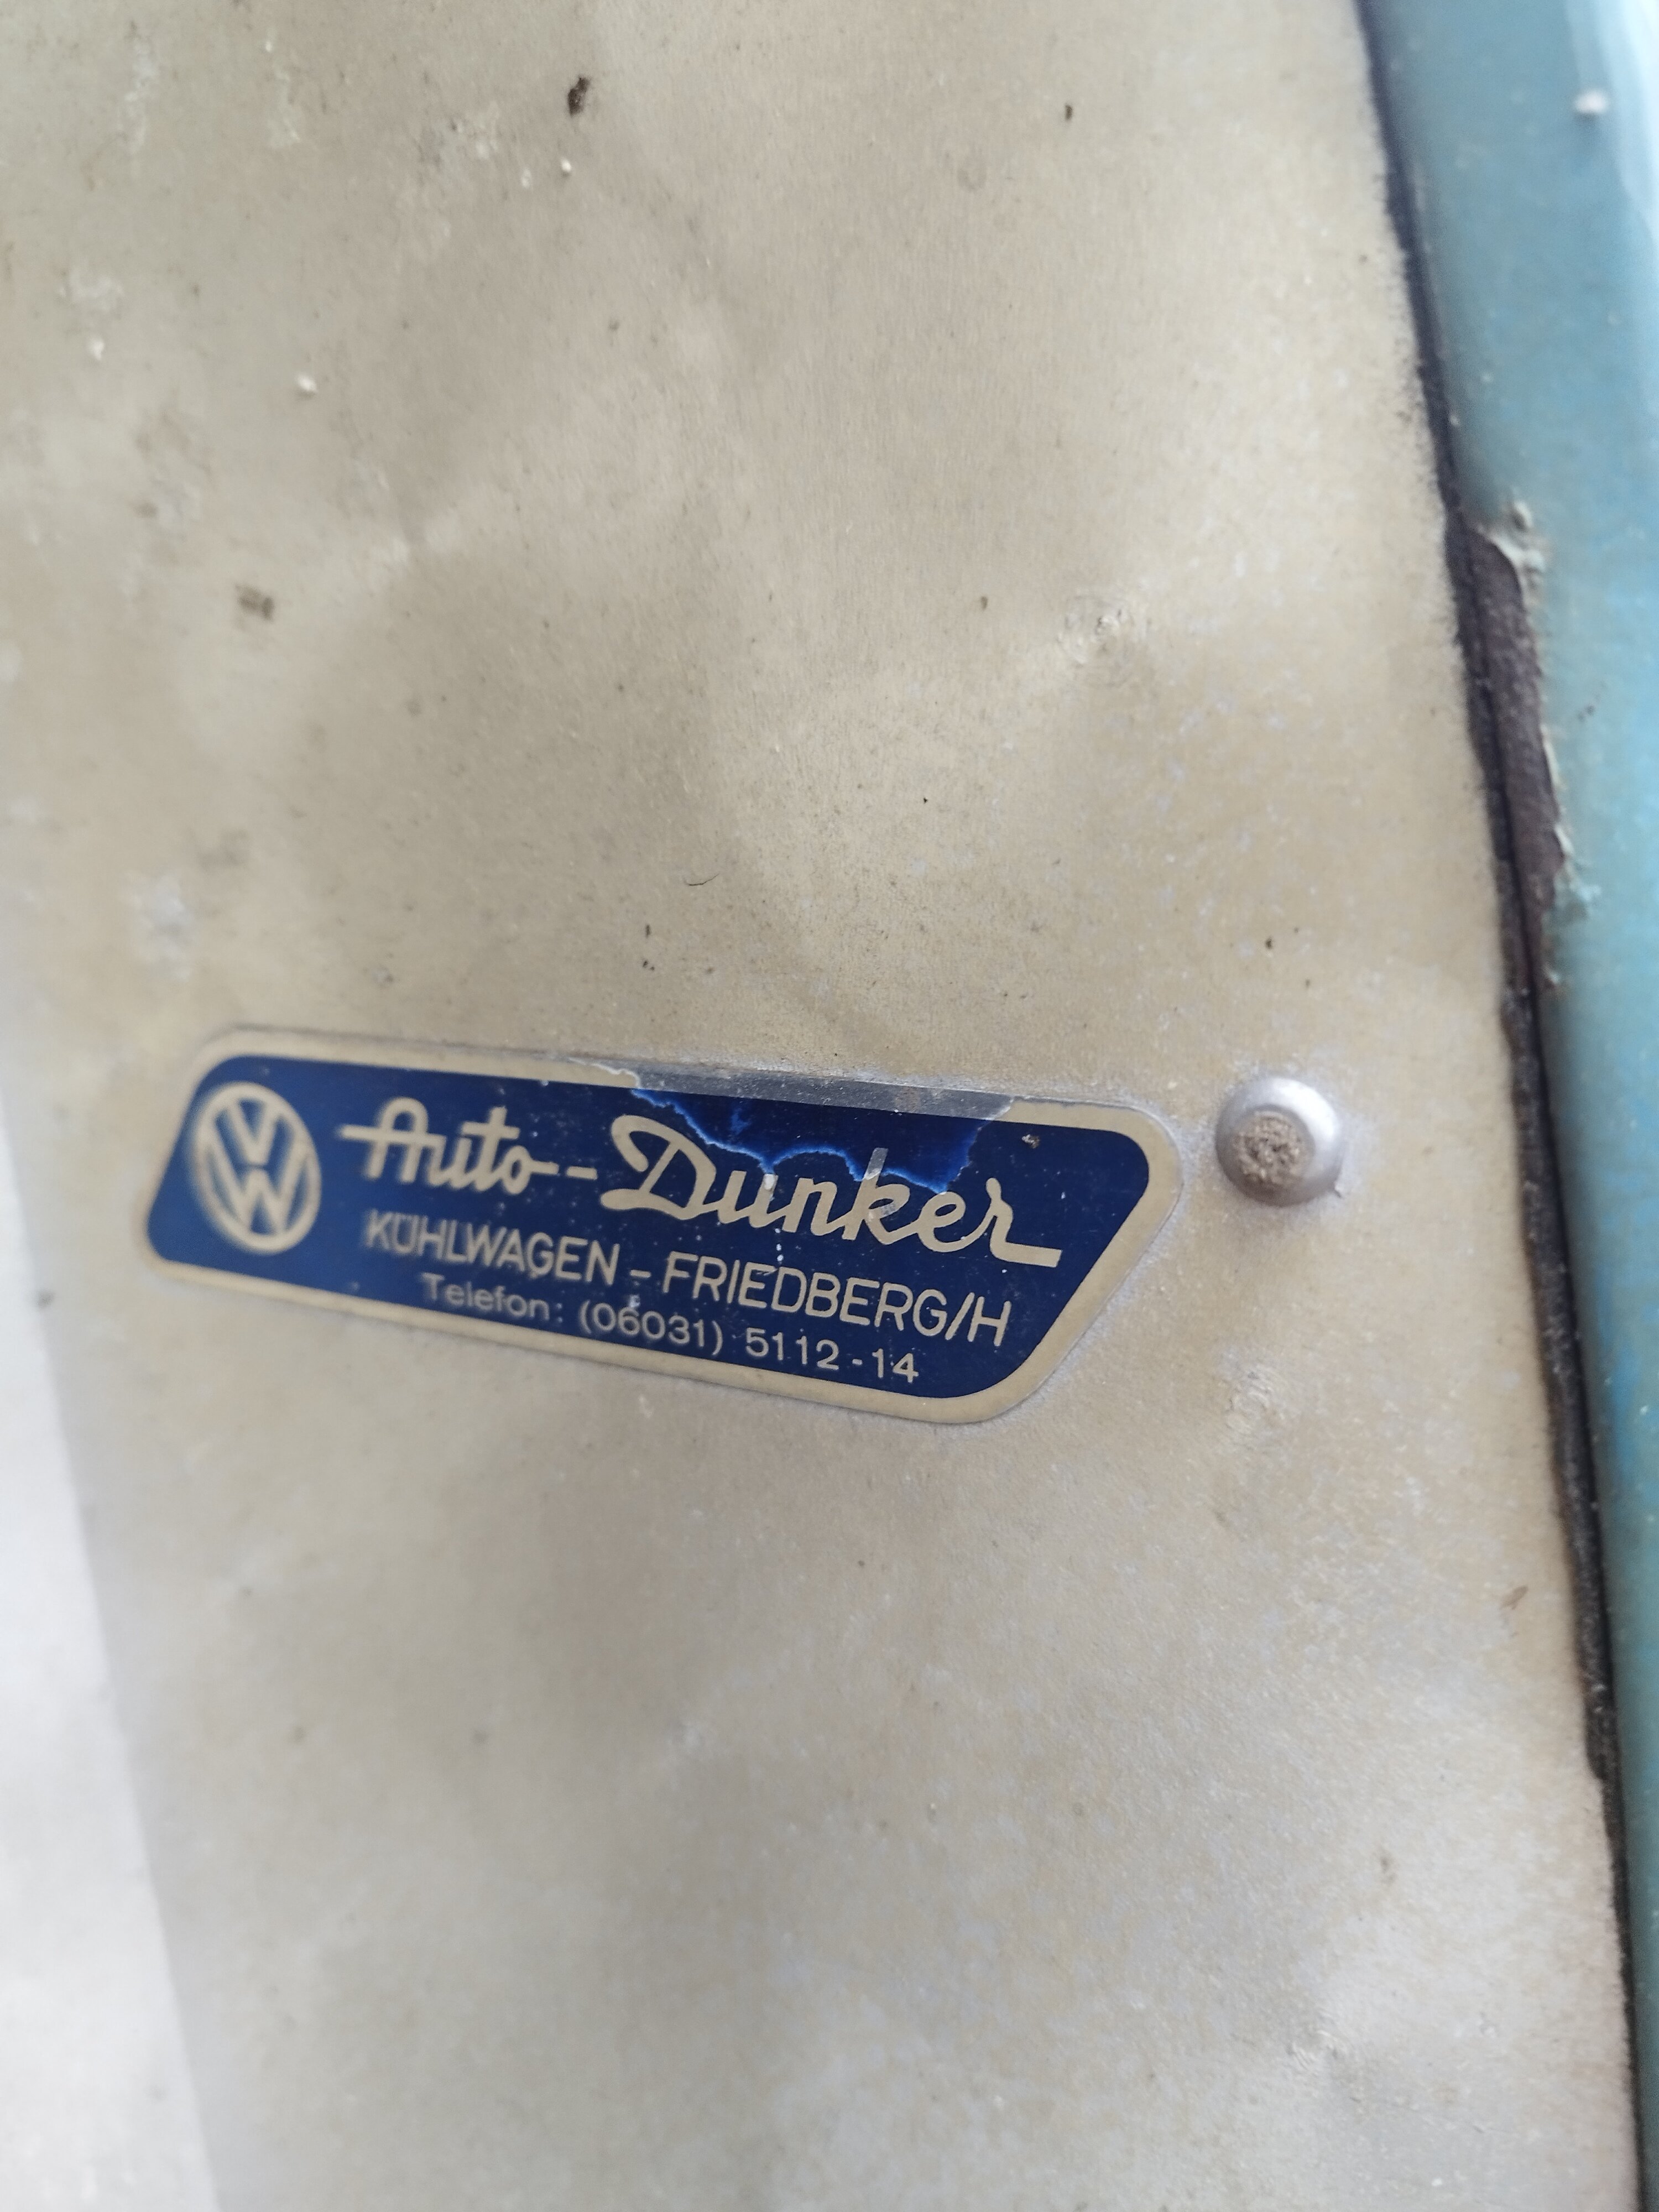 Auto-Dunker
KÜHLWAGEN - FRIEDBERG/H
Telefon: (06031) 5112-14